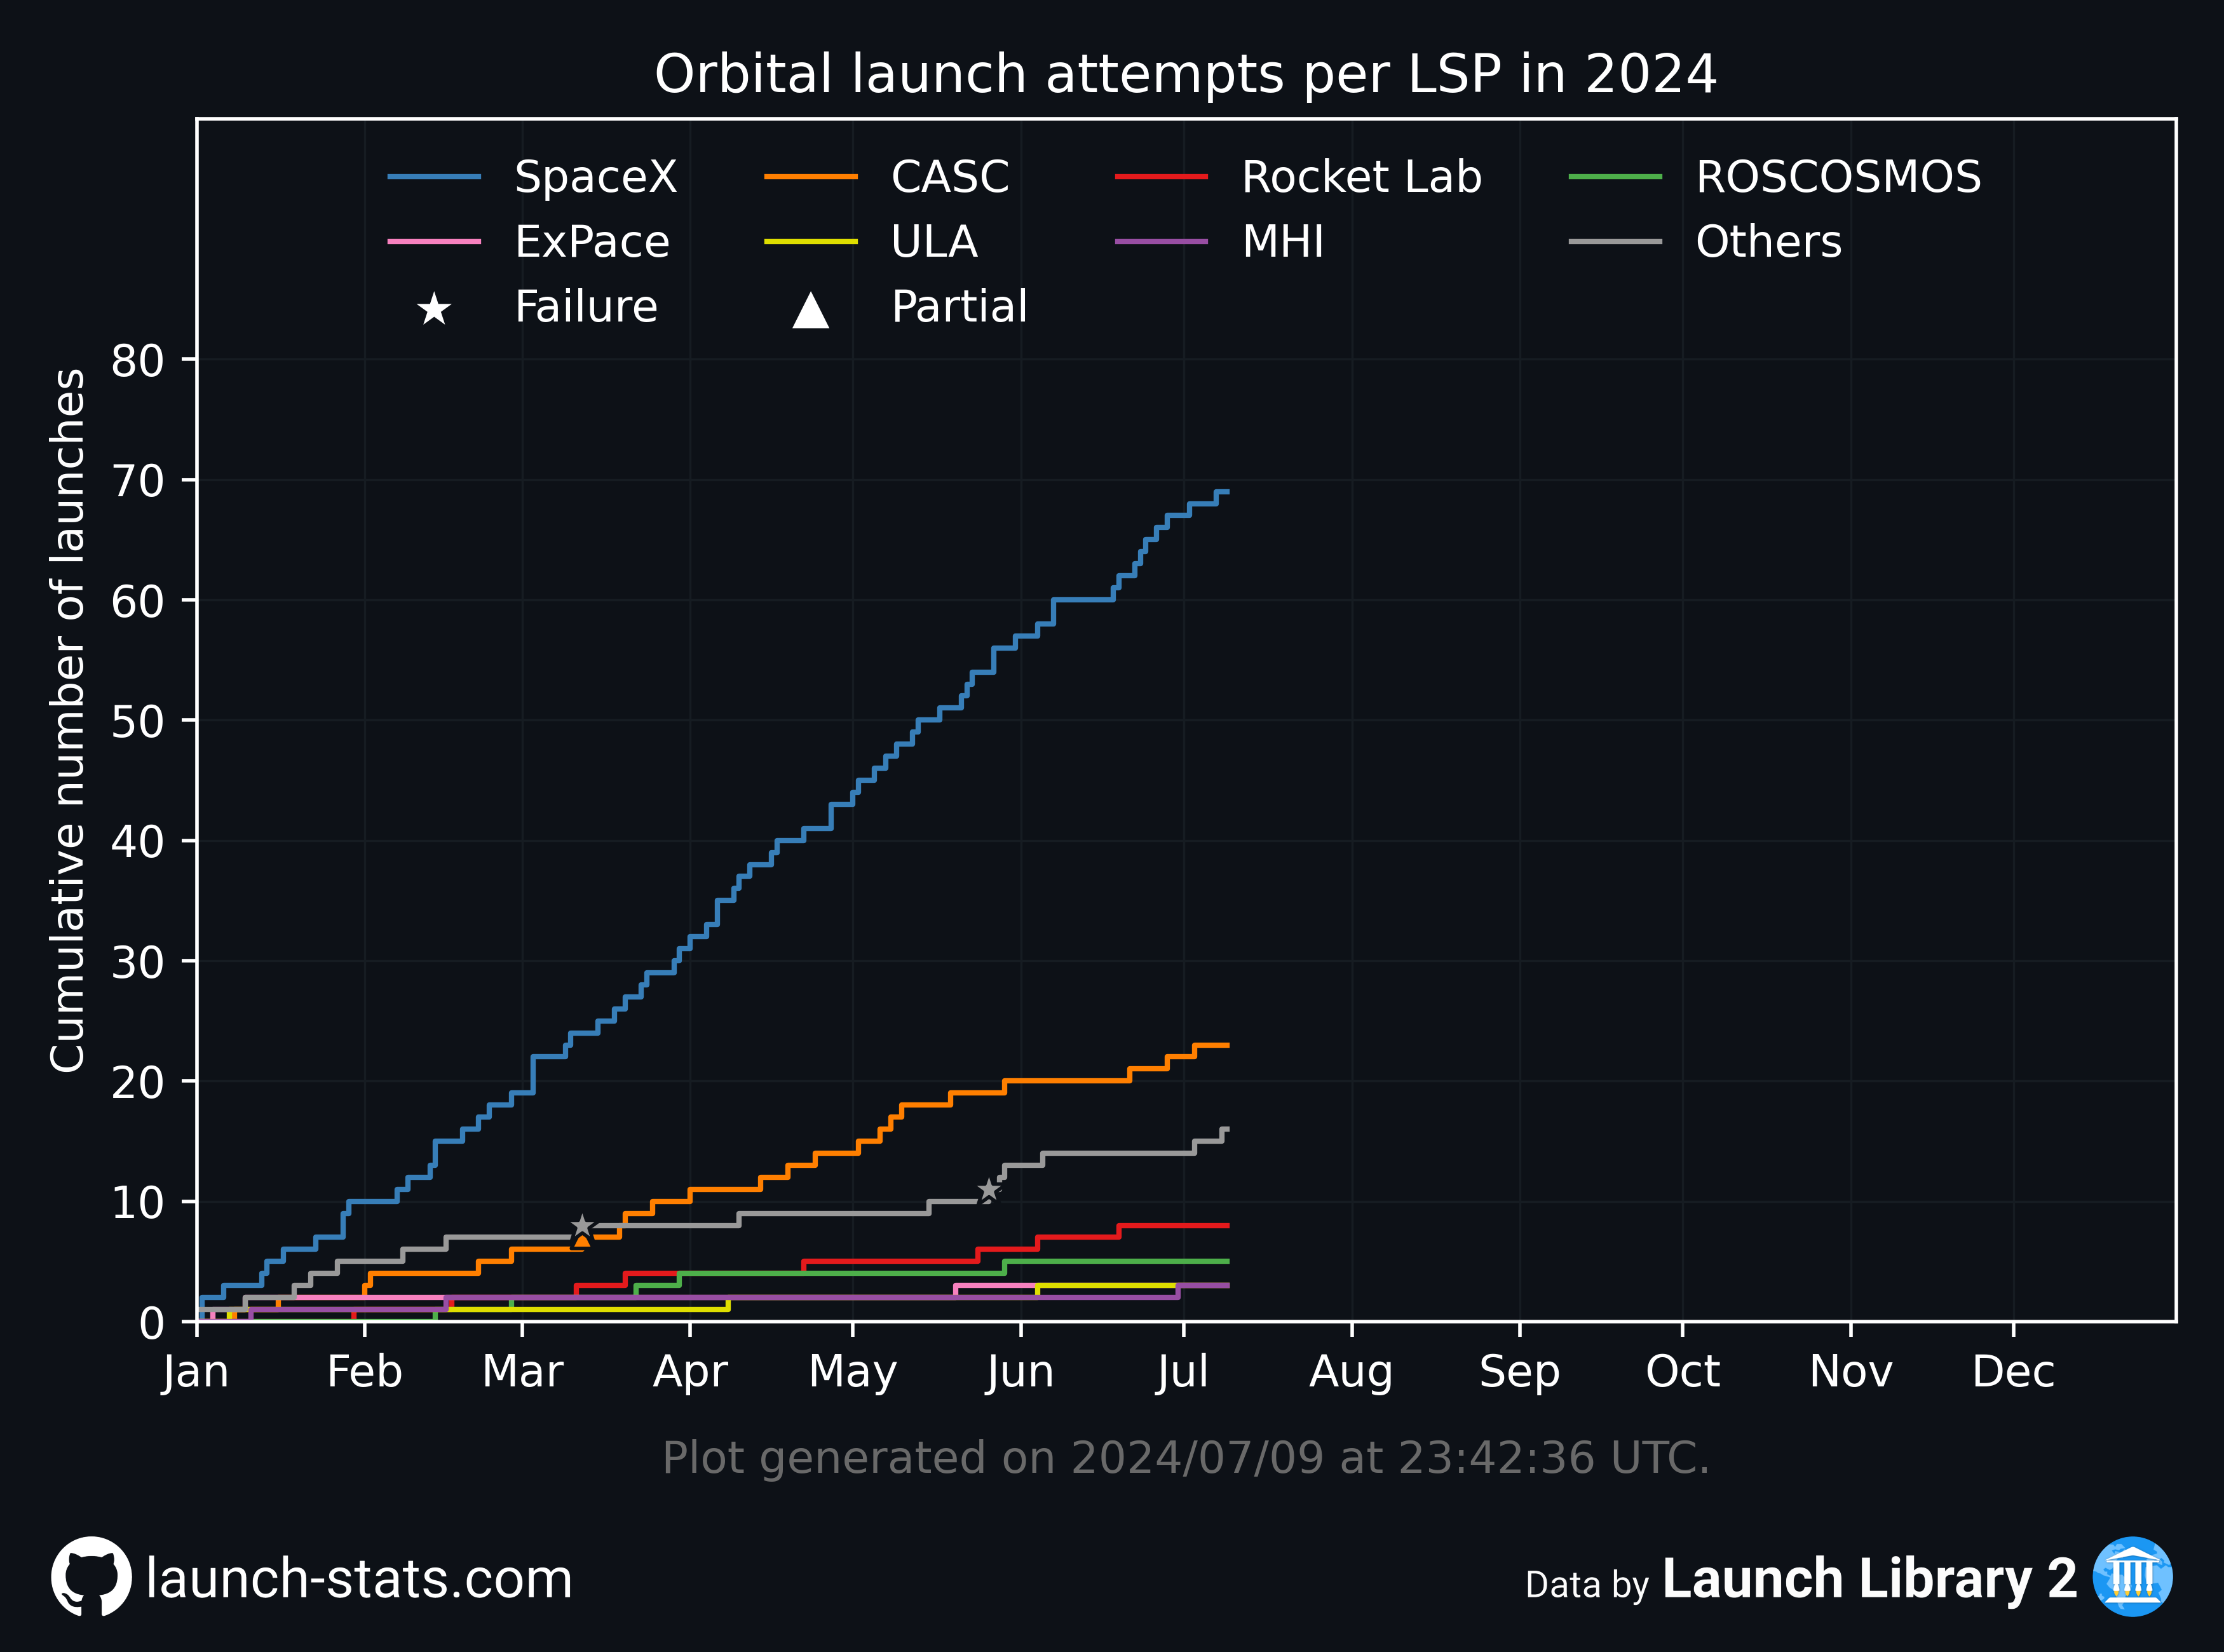 Orbital launch attempts per LSP in 2024
SpaceX CASC Rocket Lab ROSCOSMOS
ExPace ULA MHI Others
Failure Partial
Cumulative number of launches
80
70
60
50
40
30
20
10
0
Jan Feb Mar Apr May Jun Jul Aug Sep Oct Nov Dec
Plot generated on 2024/07/09 at 23:42:36 UTC.
launch-stats.com
Data by Launch Library 2